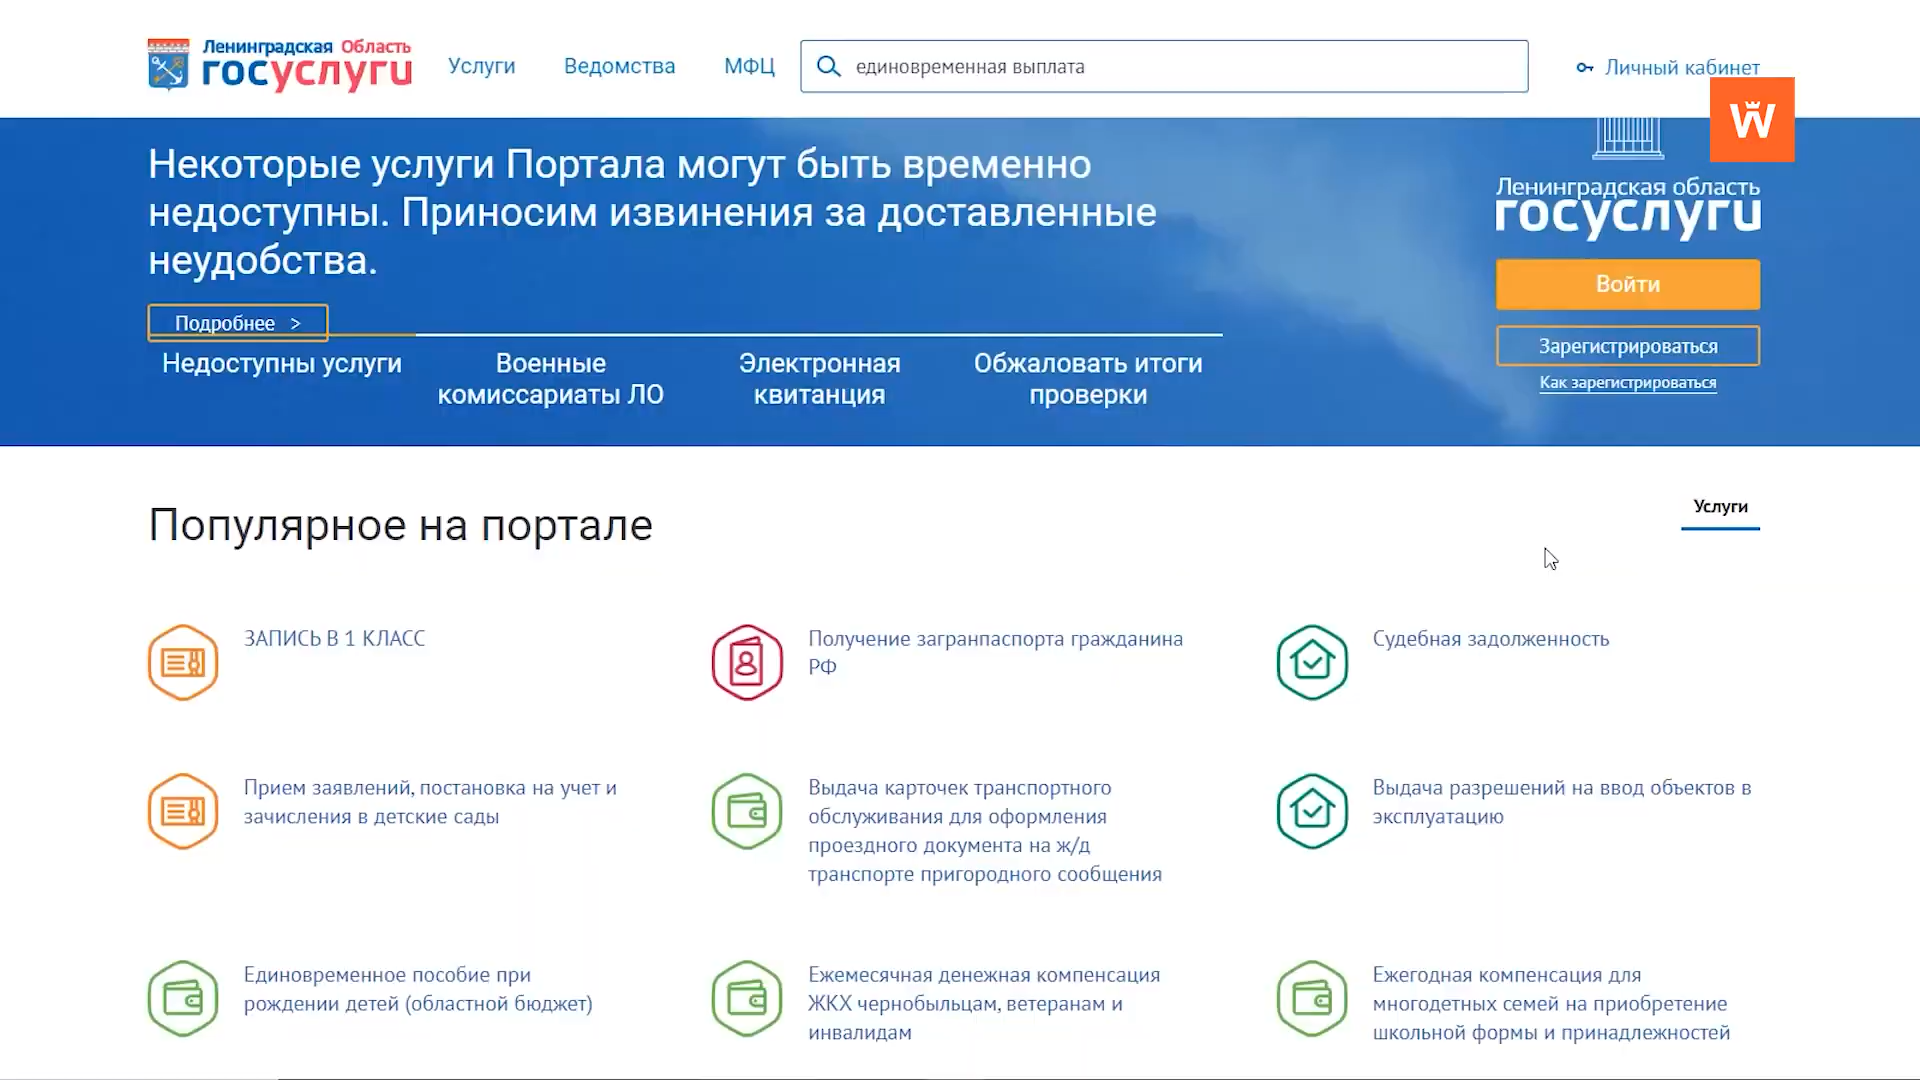 Ленинградская Область
госуслуги
Услуги
Ведомства
МФЦ
единовременная выплата
Личный кабинет
W
Некоторые услуги Портала могут быть временно
недоступны. Приносим извинения за доставленные
неудобства.
Подробнее >
Недоступны услуги
Военные
комиссариаты ЛО
Электронная
квитанция
Обжаловать итоги
проверки
Ленинградская область
госуслуги
Войти
Зарегистрироваться
Как зарегистрироваться
Популярное на портале
Услуги
ЗАПИСЬ В 1 КЛАСС
Получение загранпаспорта гражданина
РФ
Судебная задолженность
Прием заявлений, постановка на учет и
зачисления в детские сады
Выдача карточек транспортного
обслуживания для оформления
проездного документа на ж/д
транспорте пригородного сообщения
Выдача разрешений на ввод объектов в
эксплуатацию
Единовременное пособие при
рождении детей (областной бюджет)
Ежемесячная денежная компенсация
ЖКХ чернобыльцам, ветеранам и
инвалидам
Ежегодная компенсация для
многодетных семей на приобретение
школьной формы и принадлежностей